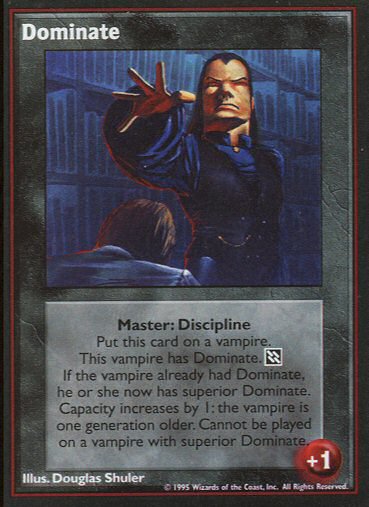 Dominate
Master: Discipline
Put this card on a vampire.
This vampire has Dominate.
If the vampire already had Dominate,
he or she now has superior Dominate.
Capacity increases by 1: the vampire is
one generation older. Cannot be played
on a vampire with superior Dominate.
+1
Illus. Douglas Shuler
© 1995 Wizards of the Coast, Inc. All Rights Reserved.